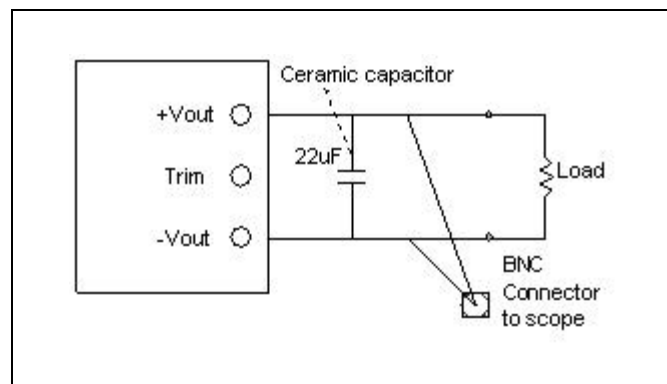 Ceramic capacitor
+Vout
22uF
Trim
Load
-Vout
BNC
Connector
to scope